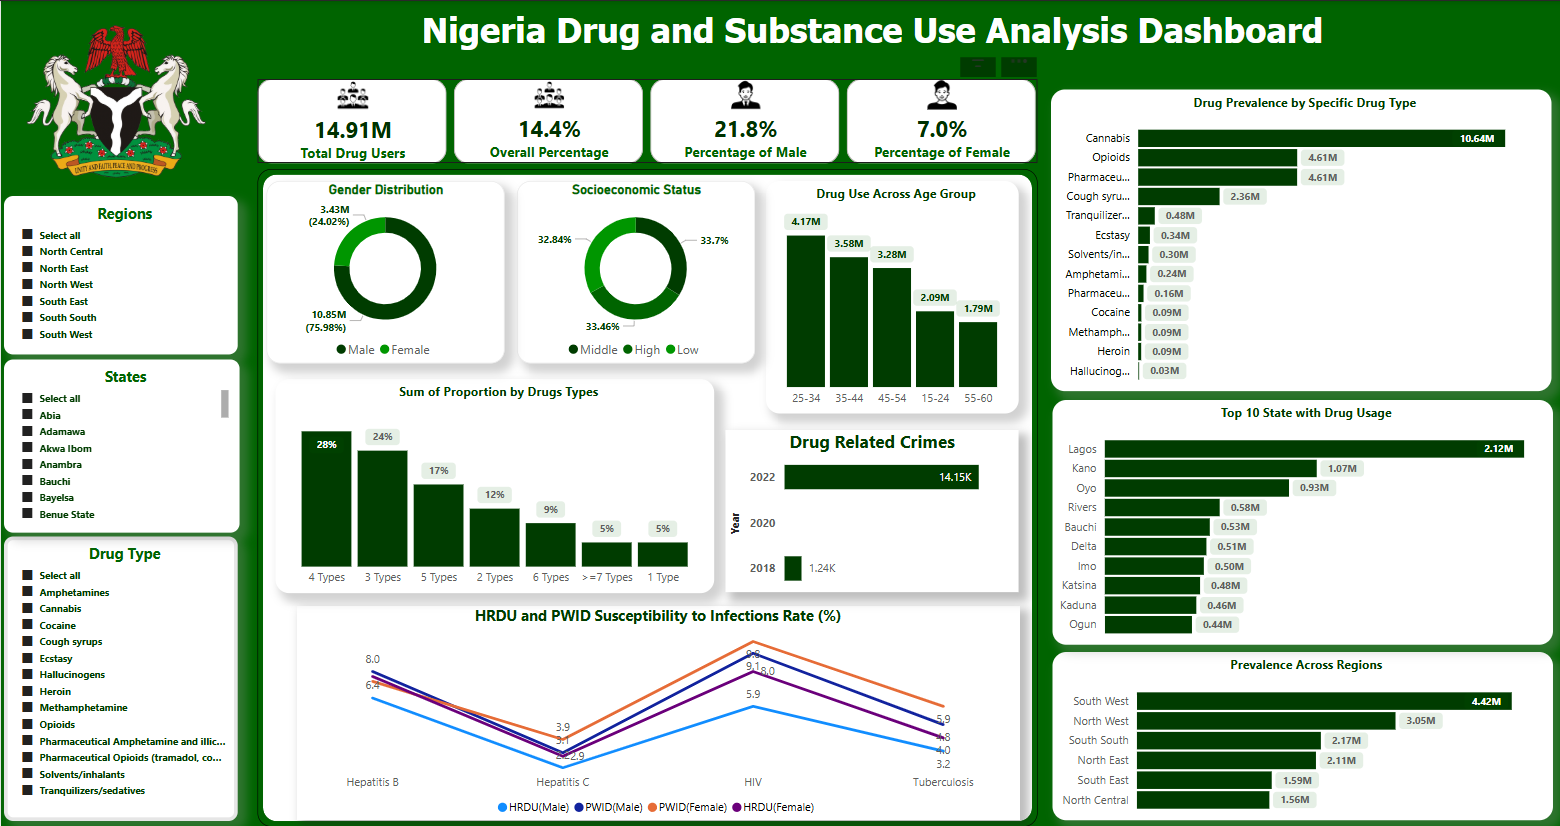 Nigeria Drug and Substance Use Analysis Dashboard
UNITY AND FAITH, PEACE AND PROGRESS
14.91M
Total Drug Users
14.4%
Overall Percentage
21.8%
Percentage of Male
7.0%
Percentage of Female
Regions
Select all
North Central
North East
North West
South East
South South
South West
States
Select all
Abia
Adamawa
Akwa Ibom
Anambra
Bauchi
Bayelsa
Benue State
Drug Type
Select all
Amphetamines
Cannabis
Cocaine
Cough syrups
Ecstasy
Hallucinogens
Heroin
Methamphetamine
Opioids
Pharmaceutical Amphetamine and illic...
Pharmaceutical Opioids (tramadol, co...
Solvents/inhalants
Tranquilizers/sedatives
Gender Distribution
3.43M
(24.02%)
10.85M
(75.98%)
Male Female
Socioeconomic Status
32.84%
33.7%
33.46%
Middle High Low
Drug Use Across Age Group
4.17M
3.58M
3.28M
2.09M
1.79M
25-34 35-44 45-54 15-24 55-60
Sum of Proportion by Drugs Types
28%
24%
17%
12%
9%
5%
5%
4 Types 3 Types 5 Types 2 Types 6 Types >=7 Types 1 Type
Drug Related Crimes
Year
2022 14.15K
2020
2018 1.24K
HRDU and PWID Susceptibility to Infections Rate (%)
8.0
6.4
3.9
3.1
2.9
9.1
8.0
5.9
5.9
4.8
4.0
3.2
Hepatitis B Hepatitis C HIV Tuberculosis
HRDU(Male) PWID(Male) PWID(Female) HRDU(Female)
Drug Prevalence by Specific Drug Type
Cannabis 10.64M
Opioids 4.61M
Pharmaceu... 4.61M
Cough syru... 2.36M
Tranquilizer... 0.48M
Ecstasy 0.34M
Solvents/in... 0.30M
Amphetami... 0.24M
Pharmaceu... 0.16M
Cocaine 0.09M
Methamph... 0.09M
Heroin 0.09M
Hallucinog... 0.03M
Top 10 State with Drug Usage
Lagos 2.12M
Kano 1.07M
Oyo 0.93M
Rivers 0.58M
Bauchi 0.53M
Delta 0.51M
Imo 0.50M
Katsina 0.48M
Kaduna 0.46M
Ogun 0.44M
Prevalence Across Regions
South West 4.42M
North West 3.05M
South South 2.17M
North East 2.11M
South East 1.59M
North Central 1.56M